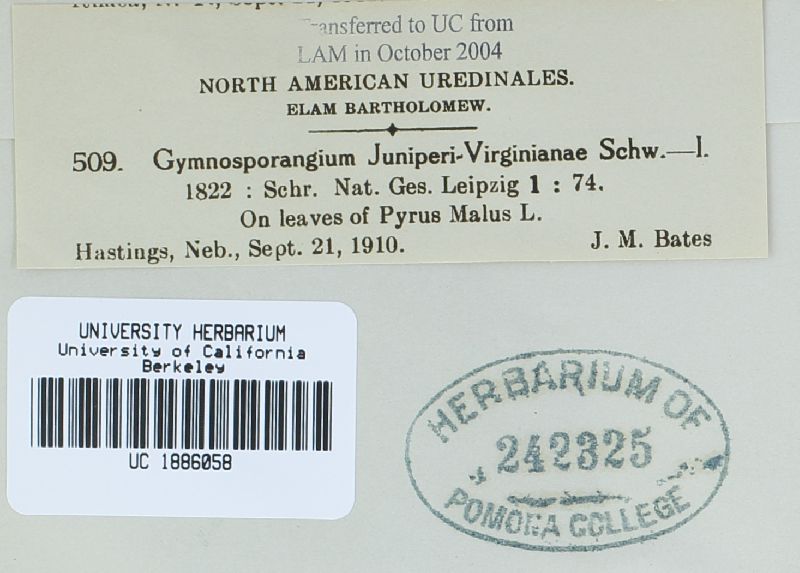 Transferred to UC from
LAM in October 2004
NORTH AMERICAN UREDINALES.
ELAM BARTHOLOMEW.
509. Gymnosporangium Juniperi-Virginianae Schw.—I.
1822 : Schr. Nat. Ges. Leipzig 1 : 74.
On leaves of Pyrus Malus L.
Hastings, Neb., Sept. 21, 1910. J. M. Bates
UNIVERSITY HERBARIUM
University of California
Berkeley
UC 1886058
HERBARIUM OF
242325
POMONA COLLEGE